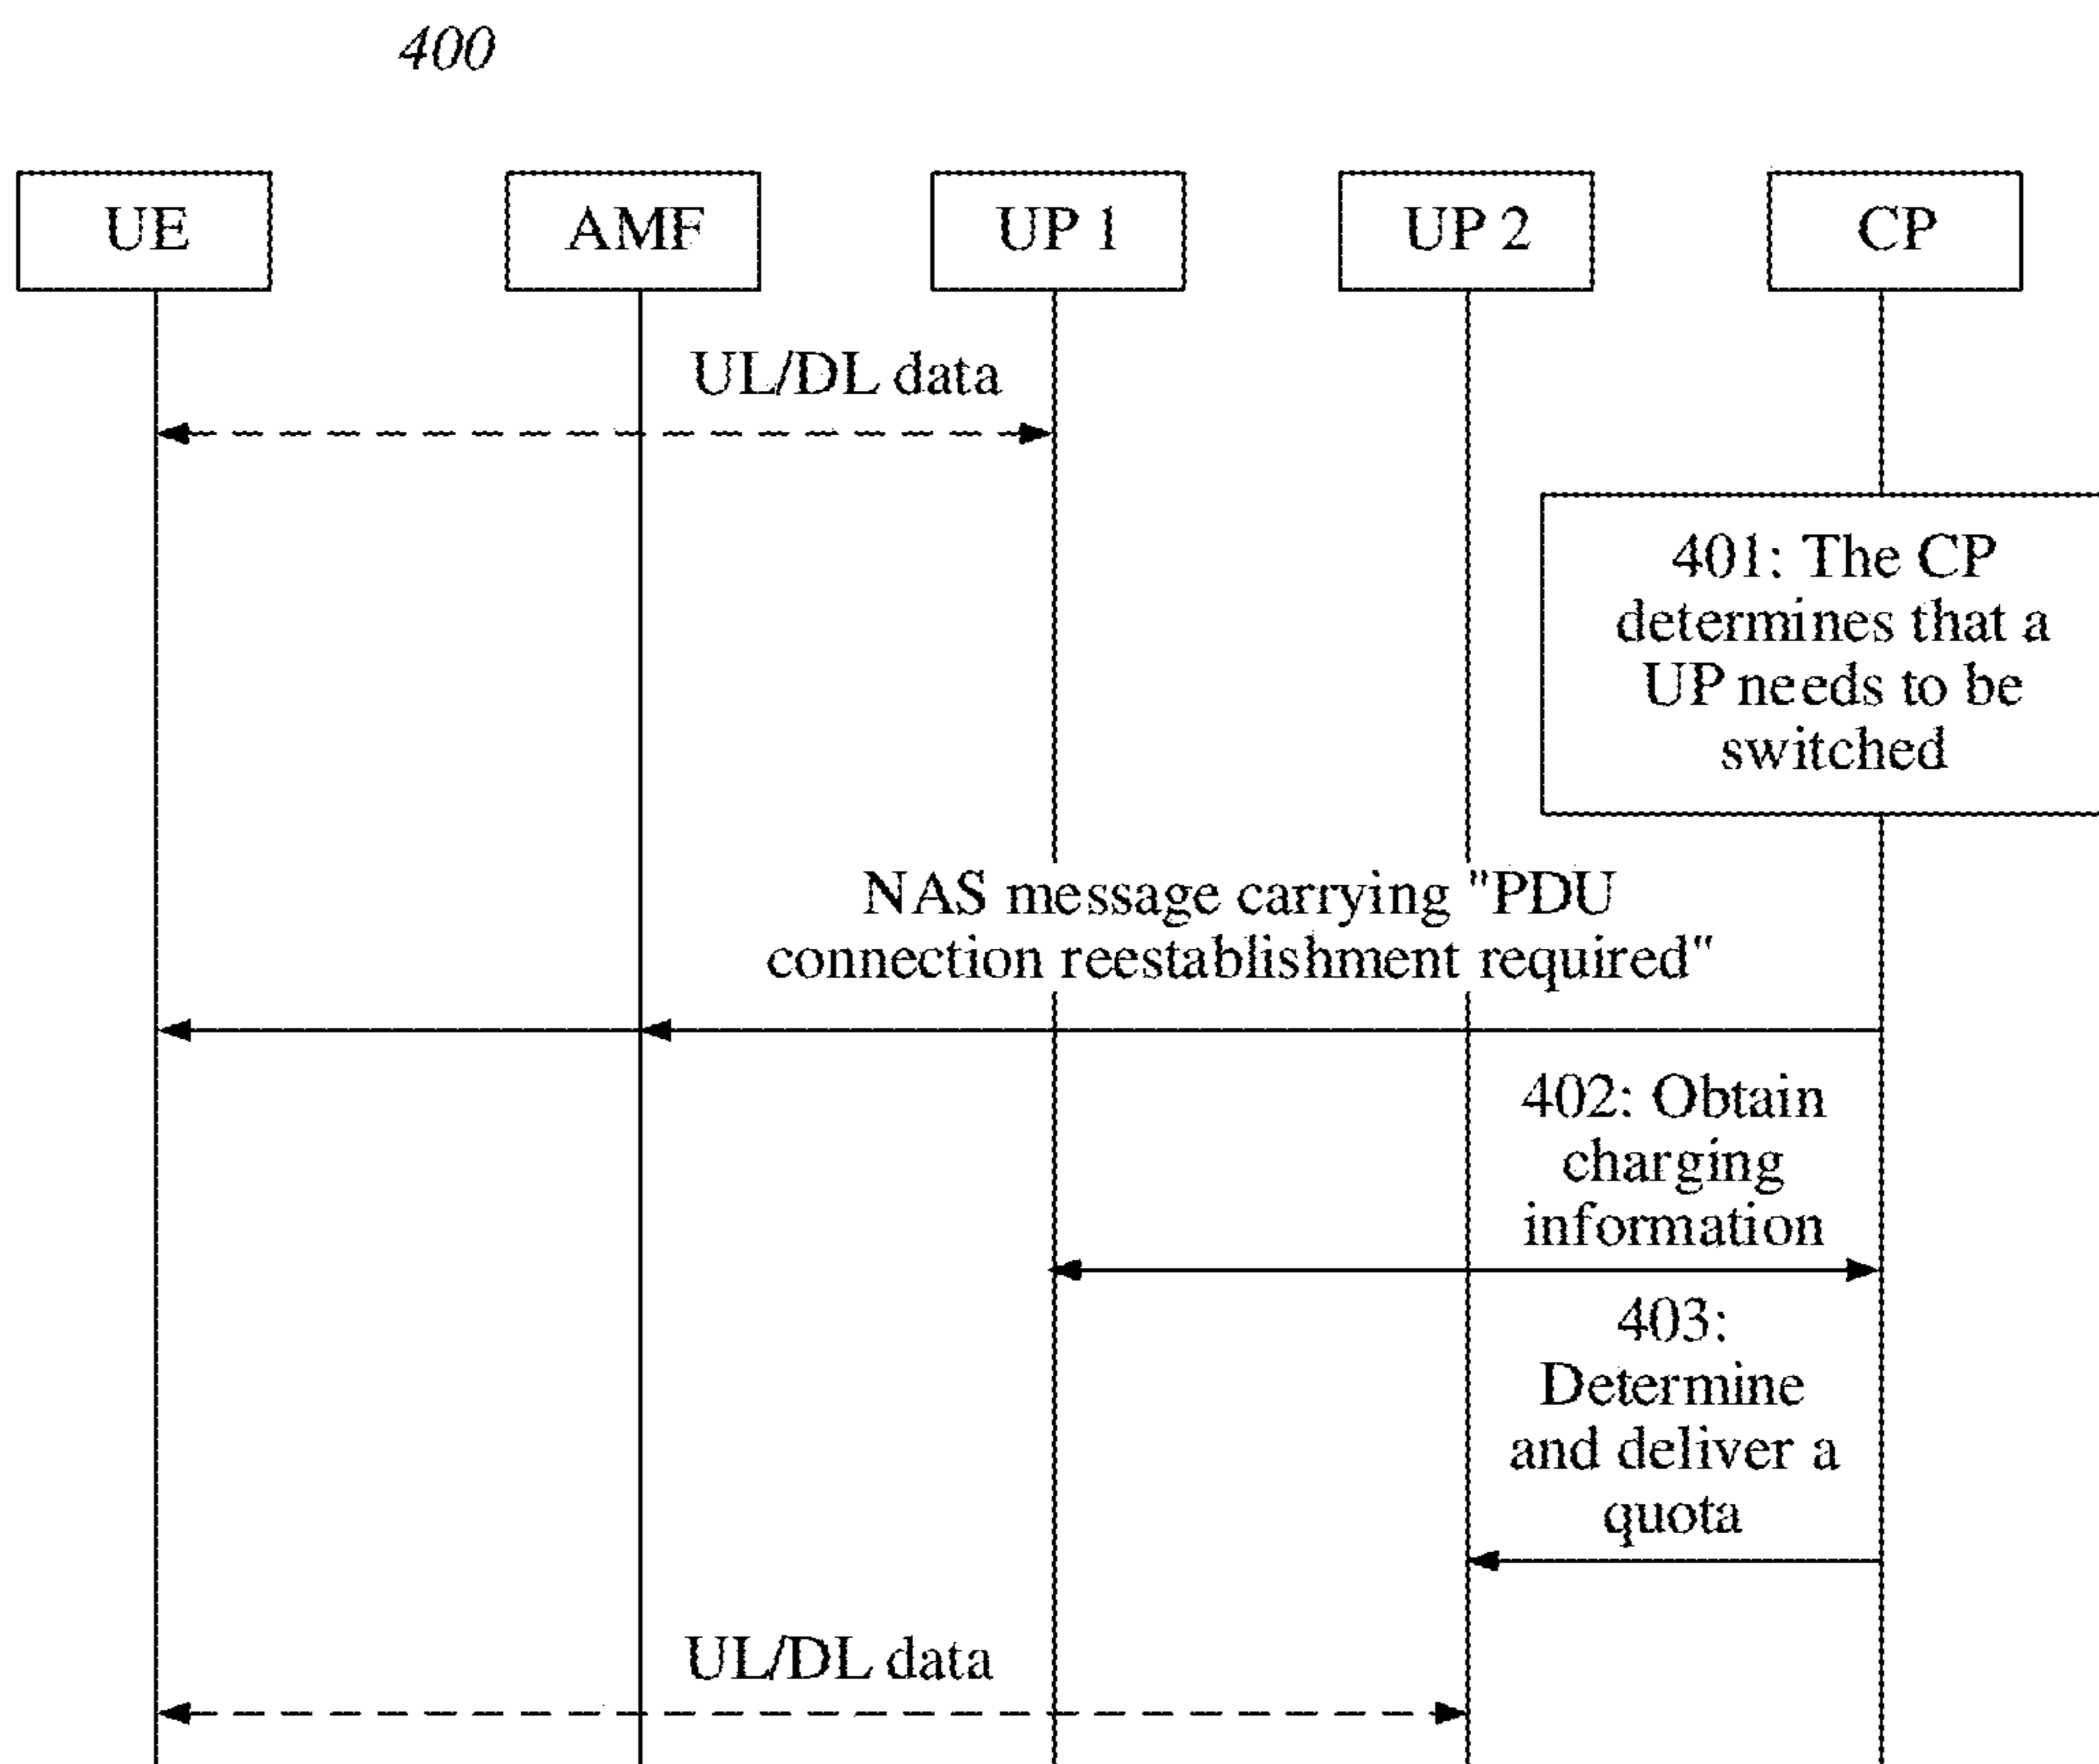 400
UE
AMF
UP 1
UP 2
CP
UL/DL data
401: The CP
determines that a
UP needs to be
switched
NAS message carrying "PDU
connection reestablishment required"
402: Obtain
charging
information
403:
Determine
and deliver a
quota
UL/DL data